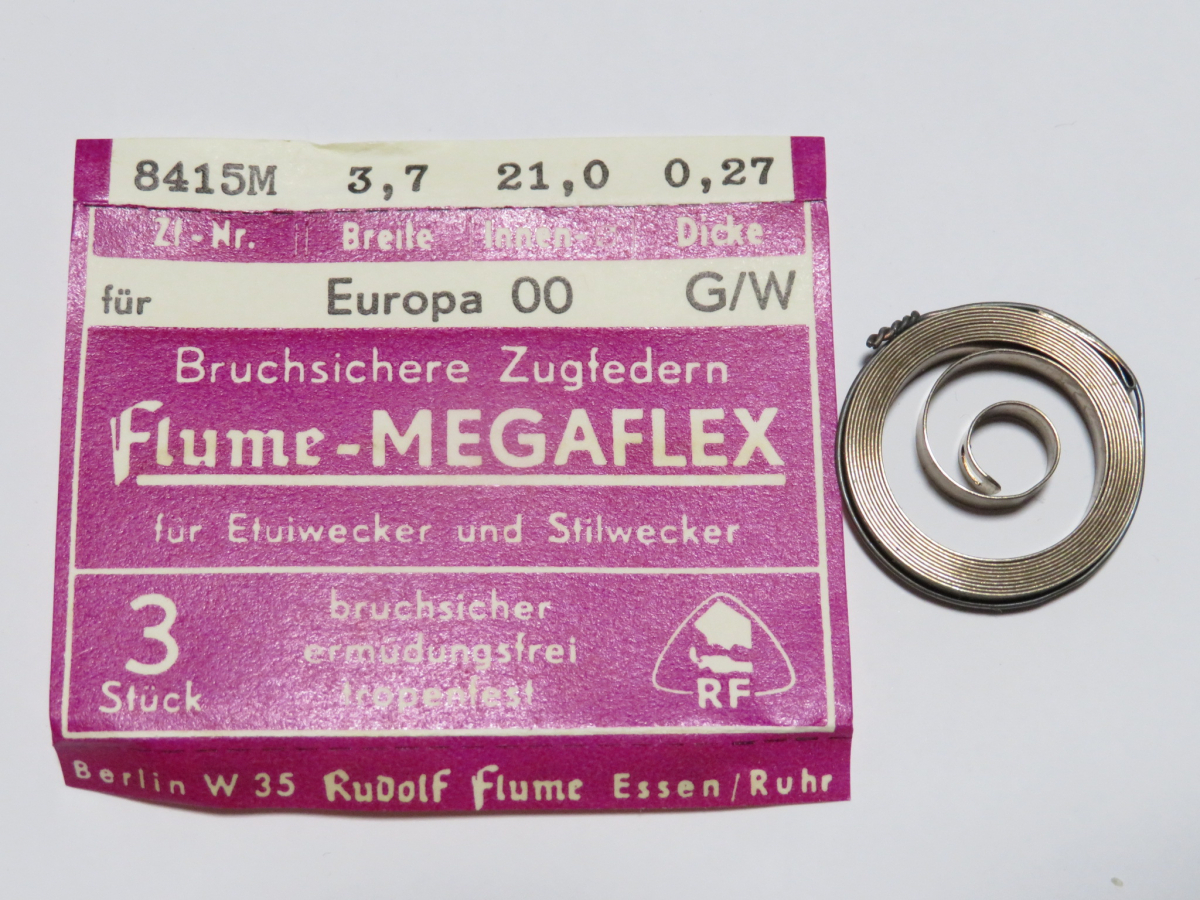 8415M 3,7 21,0 0,27
Zf-Nr. Breite Innen- Dicke
für Europa 00 G/W
Bruchsichere Zugfedern
Flume-MEGAFLEX
für Etuiwecker und Stilwecker
3 Stück
bruchsicher
ermüdungsfrei
tropenfest
RF
Berlin W 35 Rudolf Flume Essen/Ruhr